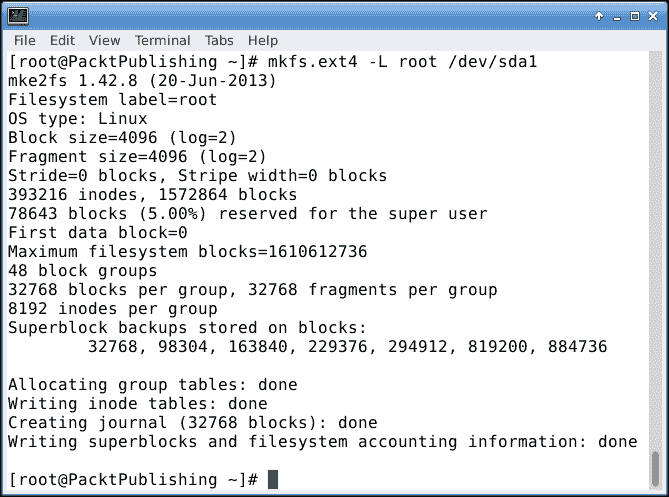 File Edit View Terminal Tabs Help
[root@PacktPublishing ~]# mkfs.ext4 -L root /dev/sda1
mke2fs 1.42.8 (20-Jun-2013)
Filesystem label=root
OS type: Linux
Block size=4096 (log=2)
Fragment size=4096 (log=2)
Stride=0 blocks, Stripe width=0 blocks
393216 inodes, 1572864 blocks
78643 blocks (5.00%) reserved for the super user
First data block=0
Maximum filesystem blocks=1610612736
48 block groups
32768 blocks per group, 32768 fragments per group
8192 inodes per group
Superblock backups stored on blocks:
32768, 98304, 163840, 229376, 294912, 819200, 884736
Allocating group tables: done
Writing inode tables: done
Creating journal (32768 blocks): done
Writing superblocks and filesystem accounting information: done
[root@PacktPublishing ~]#